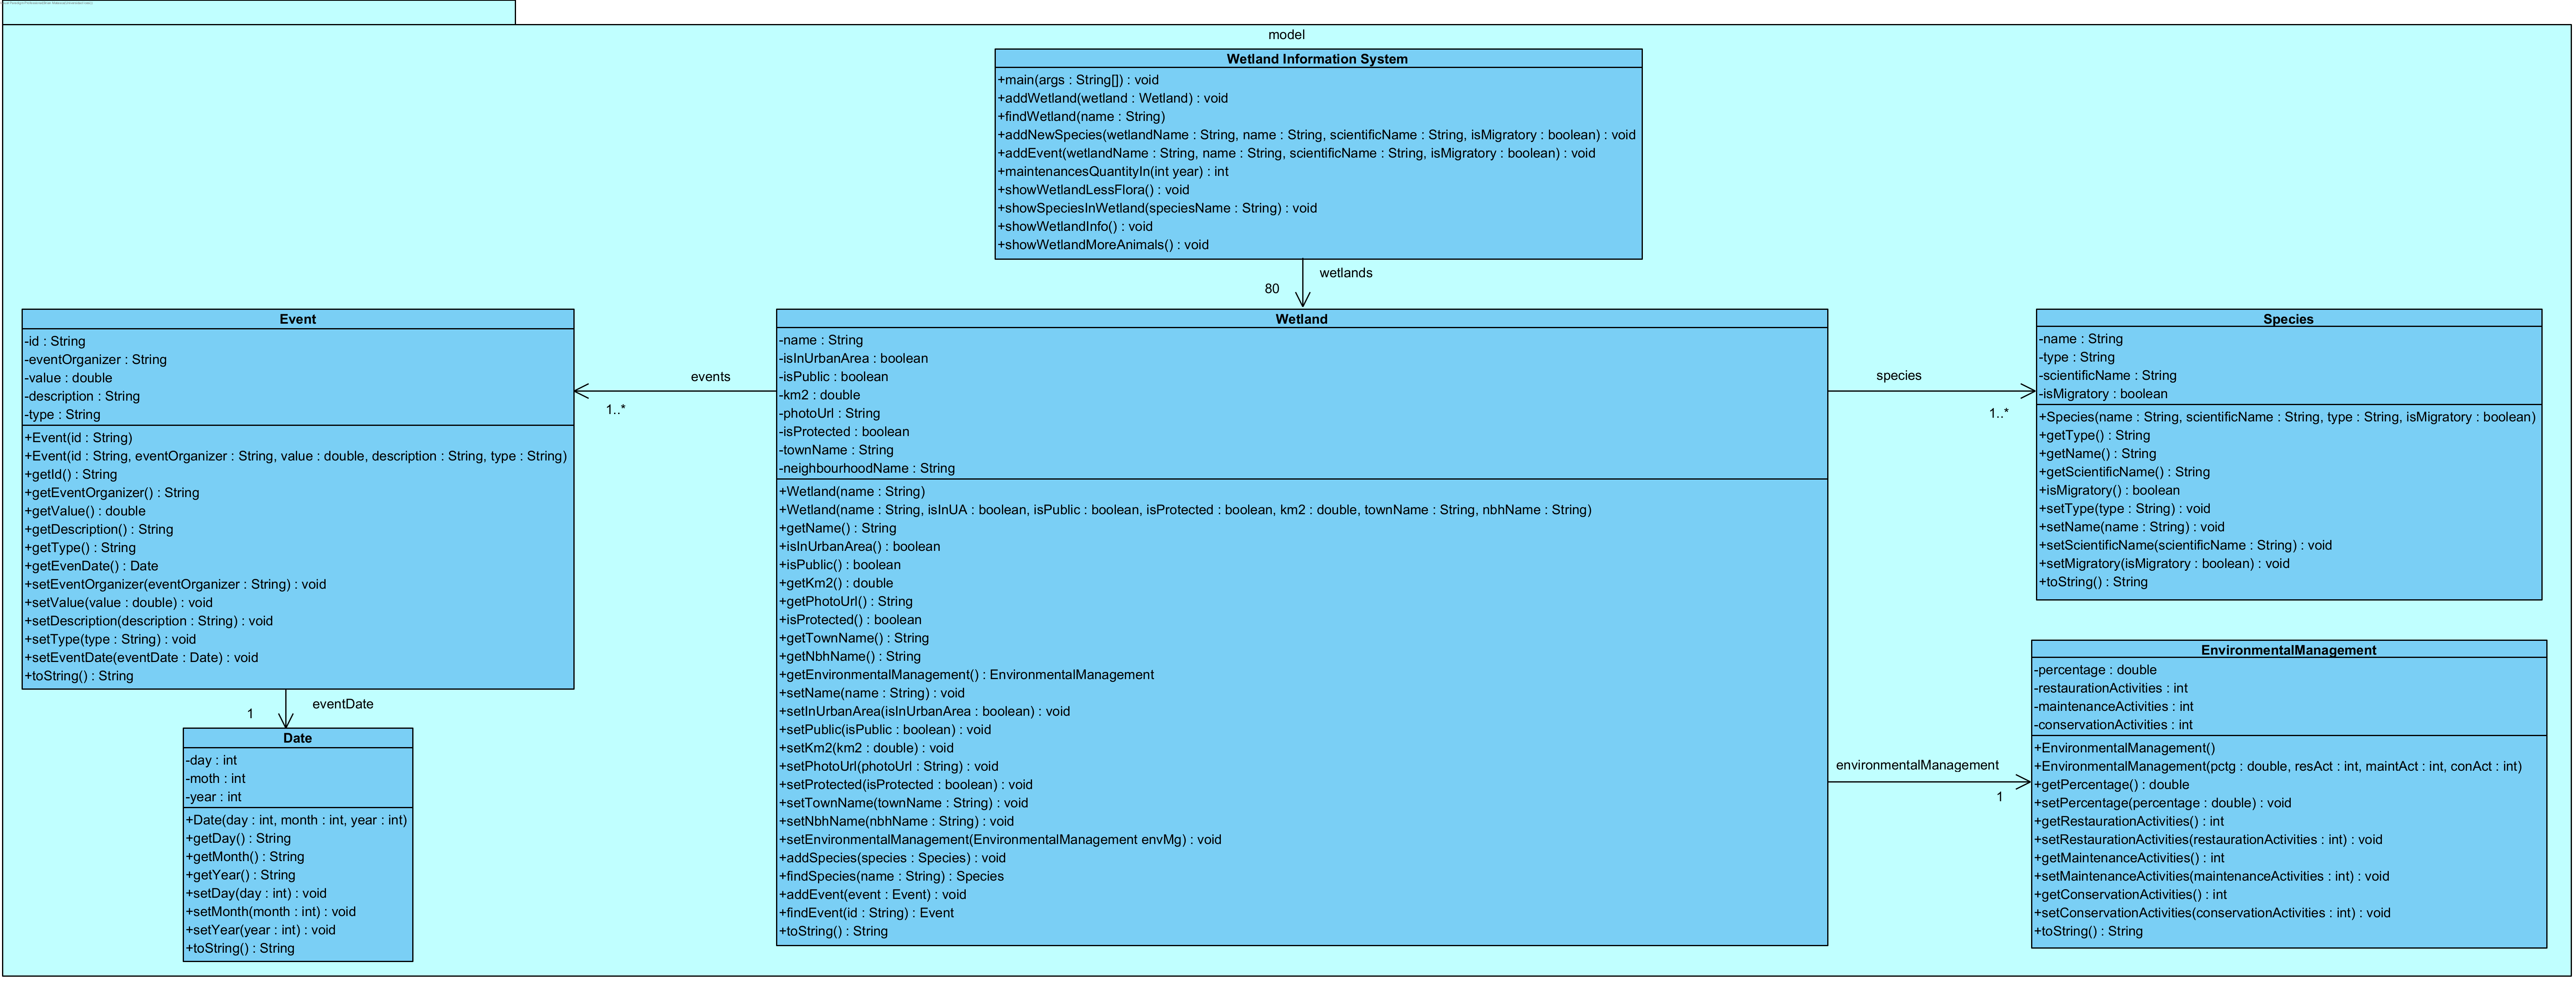 model
Wetland Information System
+main(args : String[]) : void
+addWetland(wetland : Wetland) : void
+findWetland(name : String)
+addNewSpecies(wetlandName : String, name : String, scientificName : String, isMigratory : boolean) : void
+addEvent(wetlandName : String, name : String, scientificName : String, isMigratory : boolean) : void
+maintenancesQuantityIn(int year) : int
+showWetlandLessFlora() : void
+showSpeciesInWetland(speciesName : String) : void
+showWetlandInfo() : void
+showWetlandMoreAnimals() : void
wetlands
80
Event
-id : String
-eventOrganizer : String
-value : double
-description : String
-type : String
+Event(id : String)
+Event(id : String, eventOrganizer : String, value : double, description : String, type : String)
+getId() : String
+getEventOrganizer() : String
+getValue() : double
+getDescription() : String
+getType() : String
+getEvenDate() : Date
+setEventOrganizer(eventOrganizer : String) : void
+setValue(value : double) : void
+setDescription(description : String) : void
+setType(type : String) : void
+setEventDate(eventDate : Date) : void
+toString() : String
eventDate
1
Date
-day : int
-moth : int
-year : int
+Date(day : int, month : int, year : int)
+getDay() : String
+getMonth() : String
+getYear() : String
+setDay(day : int) : void
+setMonth(month : int) : void
+setYear(year : int) : void
+toString() : String
events
1..*
Wetland
-name : String
-isInUrbanArea : boolean
-isPublic : boolean
-km2 : double
-photoUrl : String
-isProtected : boolean
-townName : String
-neighbourhoodName : String
+Wetland(name : String)
+Wetland(name : String, isInUA : boolean, isPublic : boolean, isProtected : boolean, km2 : double, townName : String, nbhName : String)
+getName() : String
+isInUrbanArea() : boolean
+isPublic() : boolean
+getKm2() : double
+getPhotoUrl() : String
+isProtected() : boolean
+getTownName() : String
+getNbhName() : String
+getEnvironmentalManagement() : EnvironmentalManagement
+setName(name : String) : void
+setInUrbanArea(isInUrbanArea : boolean) : void
+setPublic(isPublic : boolean) : void
+setKm2(km2 : double) : void
+setPhotoUrl(photoUrl : String) : void
+setProtected(isProtected : boolean) : void
+setTownName(townName : String) : void
+setNbhName(nbhName : String) : void
+setEnvironmentalManagement(EnvironmentalManagement envMg) : void
+addSpecies(species : Species) : void
+findSpecies(name : String) : Species
+addEvent(event : Event) : void
+findEvent(id : String) : Event
+toString() : String
species
1..*
Species
-name : String
-type : String
-scientificName : String
-isMigratory : boolean
+Species(name : String, scientificName : String, type : String, isMigratory : boolean)
+getType() : String
+getName() : String
+getScientificName() : String
+isMigratory() : boolean
+setType(type : String) : void
+setName(name : String) : void
+setScientificName(scientificName : String) : void
+setMigratory(isMigratory : boolean) : void
+toString() : String
environmentalManagement
1
EnvironmentalManagement
-percentage : double
-restaurationActivities : int
-maintenanceActivities : int
-conservationActivities : int
+EnvironmentalManagement()
+EnvironmentalManagement(pctg : double, resAct : int, maintAct : int, conAct : int)
+getPercentage() : double
+setPercentage(percentage : double) : void
+getRestaurationActivities() : int
+setRestaurationActivities(restaurationActivities : int) : void
+getMaintenanceActivities() : int
+setMaintenanceActivities(maintenanceActivities : int) : void
+getConservationActivities() : int
+setConservationActivities(conservationActivities : int) : void
+toString() : String